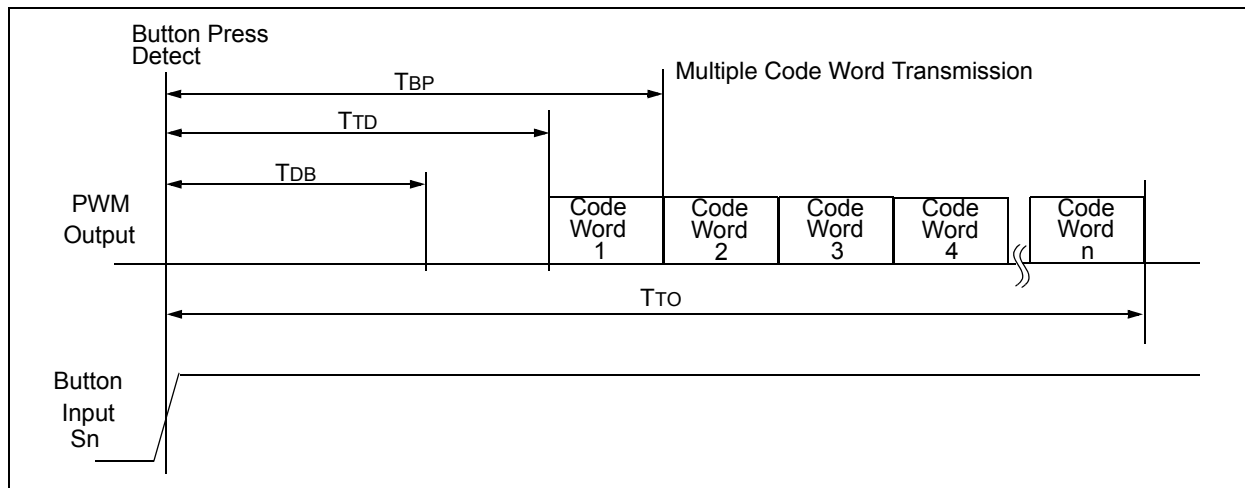 Button Press
Detect
TBP
Multiple Code Word Transmission
TTD
TDB
PWM
Output
Code
Word
1
Code
Word
2
Code
Word
3
Code
Word
4
Code
Word
n
TTO
Button
Input
Sn